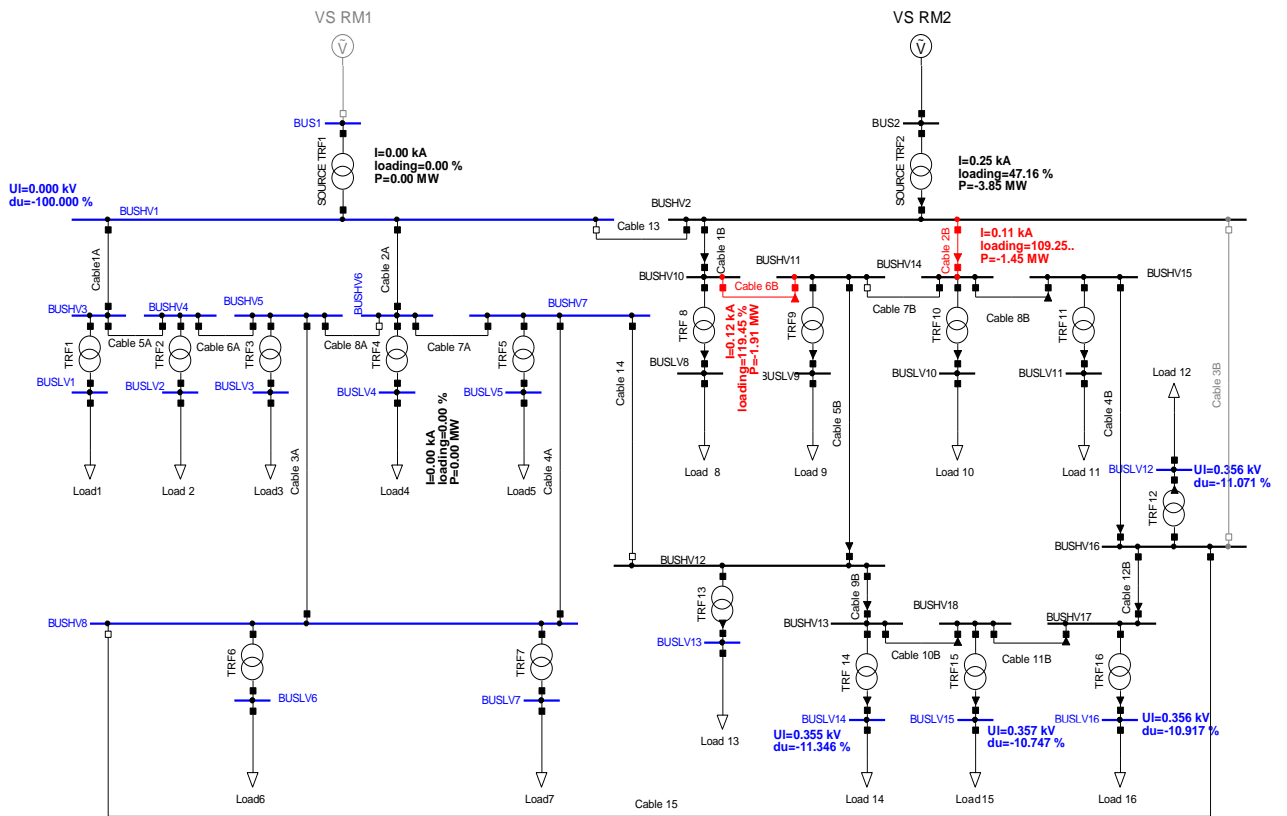 VS RM1
VS RM2
Ṽ
Ṽ
BUS1
BUS2
SOURCE TRF1
I=0.00 kA
loading=0.00 %
P=0.00 MW
SOURCE TRF2
I=0.25 kA
loading=47.16 %
P=-3.85 MW
Ul=0.000 kV
du=-100.000 %
BUSHV1
Cable 13
BUSHV2
Cable1A
Cable 2A
Cable 1B
Cable 2B
I=0.11 kA
loading=109.25..
P=-1.45 MW
Cable 3B
BUSHV3
BUSHV4
BUSHV5
BUSHV6
BUSHV7
BUSHV10
BUSHV11
BUSHV14
BUSHV15
Cable 5A
Cable 6A
Cable 8A
Cable 7A
Cable 6B
Cable 7B
Cable 8B
TRF1
TRF2
TRF3
TRF4
TRF5
TRF 8
TRF9
TRF10
TRF11
I=0.12 kA
loading=119.45 %
P=-1.91 MW
BUSLV1
BUSLV2
BUSLV3
BUSLV4
BUSLV5
BUSLV8
BUSLV9
BUSLV10
BUSLV11
Load 12
Cable 14
Cable 5B
Cable 4B
Cable 3A
Cable 4A
I=0.00 kA
loading=0.00 %
P=0.00 MW
Load1
Load 2
Load3
Load4
Load5
Load 8
Load 9
Load 10
Load 11
BUSLV12
Ul=0.356 kV
du=-11.071 %
TRF12
BUSHV16
BUSHV12
TRF13
Cable 9B
Cable 12B
BUSHV8
BUSHV13
BUSHV18
BUSHV17
Cable 10B
Cable 11B
TRF6
TRF7
BUSLV13
TRF 14
TRF15
TRF16
BUSLV6
BUSLV7
BUSLV14
Ul=0.355 kV
du=-11.346 %
BUSLV15
Ul=0.357 kV
du=-10.747 %
BUSLV16
Ul=0.356 kV
du=-10.917 %
Load 13
Load6
Load7
Load 14
Load15
Load 16
Cable 15